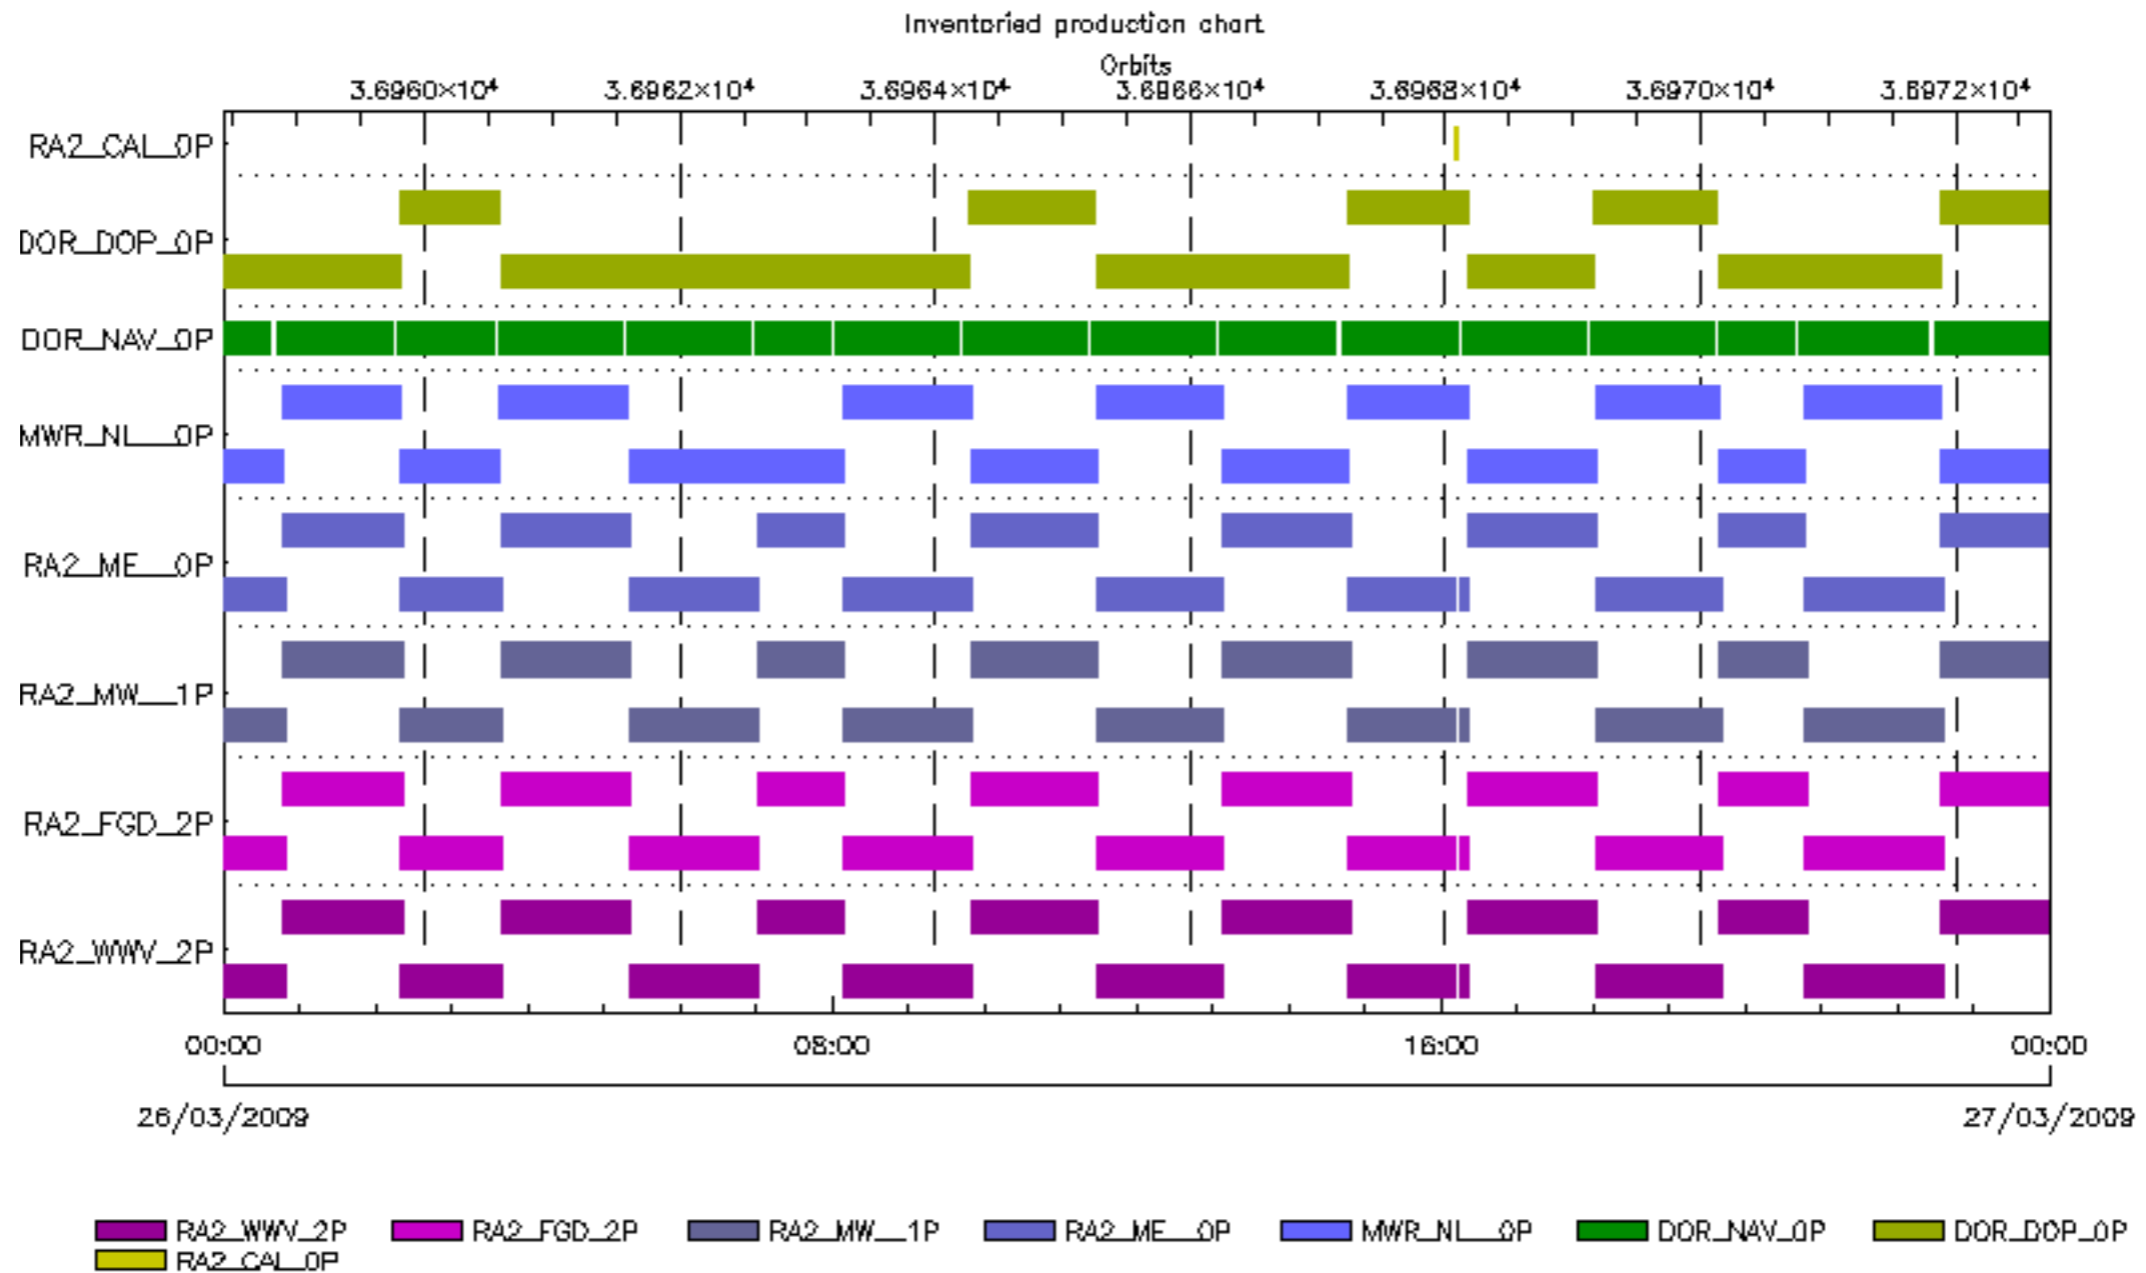 Inventoried production chart
Orbits
3.6960×10⁴ 3.6962×10⁴ 3.6964×10⁴ 3.6966×10⁴ 3.6968×10⁴ 3.6970×10⁴ 3.6972×10⁴
RA2_CAL_0P
DOR_DOP_0P
DOR_NAV_0P
MWR_NL__0P
RA2_ME__0P
RA2_MW__1P
RA2_FGD_2P
RA2_WWV_2P
00:00 08:00 16:00 00:00
26/03/2009 27/03/2009
RA2_WWV_2P RA2_FGD_2P RA2_MW__1P RA2_ME__0P MWR_NL__0P DOR_NAV_0P DOR_DOP_0P
RA2_CAL_0P